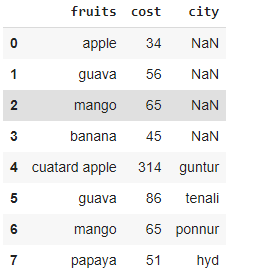 fruits cost city
0 apple 34 NaN
1 guava 56 NaN
2 mango 65 NaN
3 banana 45 NaN
4 cuatard apple 314 guntur
5 guava 86 tenali
6 mango 65 ponnur
7 papaya 51 hyd